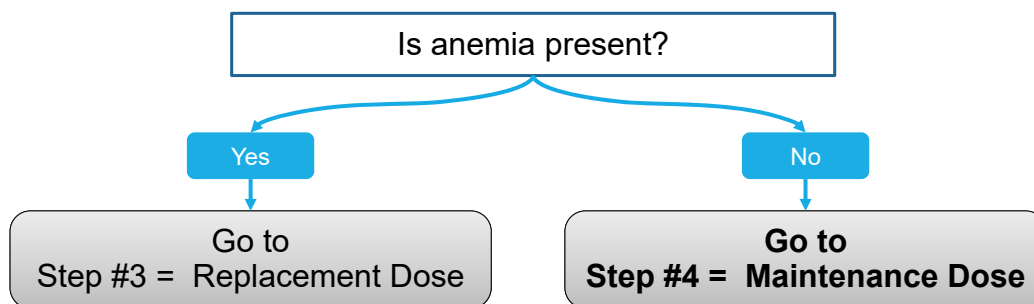 Is anemia present?
Yes
No
Go to
Step #3 =  Replacement Dose
Go to
Step #4 =  Maintenance Dose